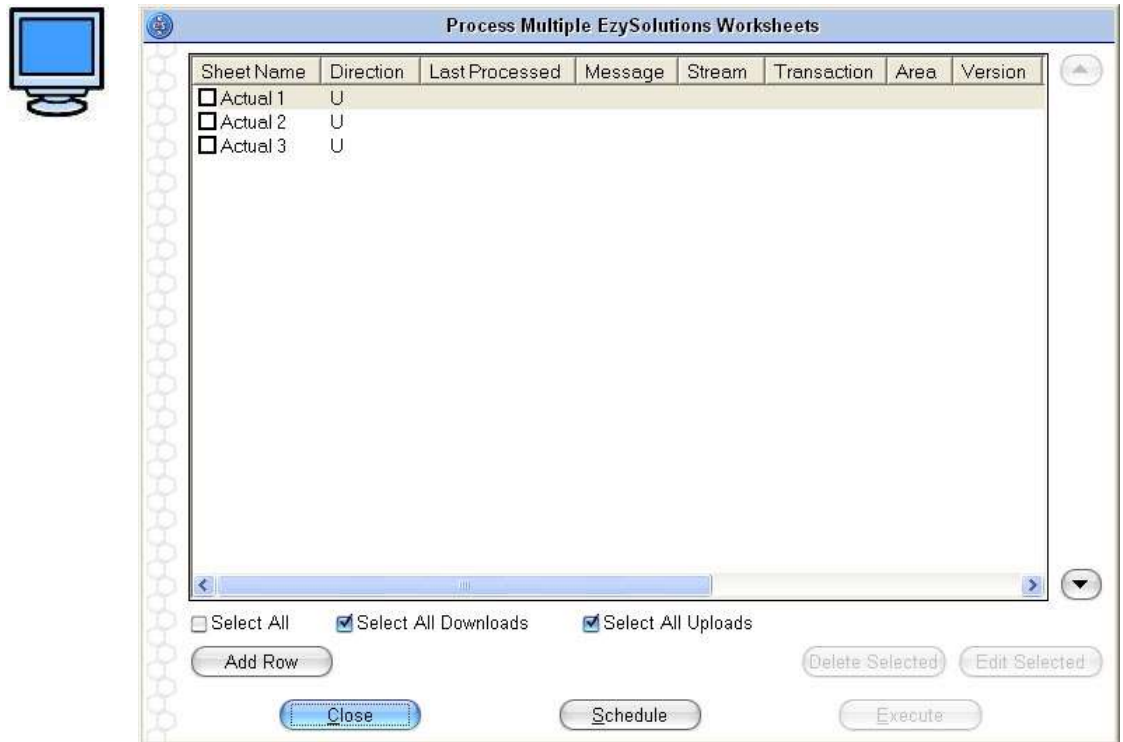 Process Multiple EzySolutions Worksheets
Sheet Name Direction Last Processed Message Stream Transaction Area Version
Actual 1 U
Actual 2 U
Actual 3 U
Select All Select All Downloads Select All Uploads
Add Row Delete Selected Edit Selected
Close Schedule Execute